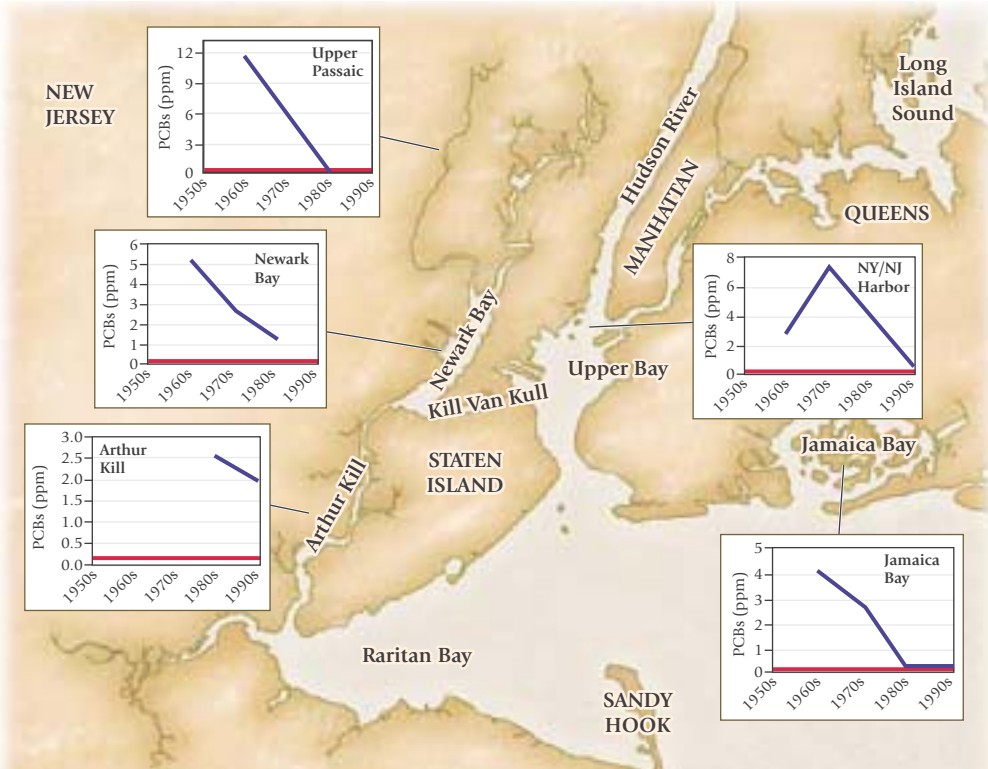 Upper
Passaic
PCBs (ppm)
12
9
6
3
0
1950s
1960s
1970s
1980s
1990s
NEW
JERSEY
Long
Island
Sound
Hudson River
MANHATTAN
QUEENS
Newark
Bay
PCBs (ppm)
6
5
4
3
2
1
0
1950s
1960s
1970s
1980s
1990s
NY/NJ
Harbor
PCBs (ppm)
8
6
4
2
0
1950s
1960s
1970s
1980s
1990s
Newark Bay
Upper Bay
Kill Van Kull
Arthur
Kill
PCBs (ppm)
3.0
2.5
2.0
1.5
1.0
0.5
0.0
1950s
1960s
1970s
1980s
1990s
Arthur Kill
STATEN
ISLAND
Jamaica Bay
Jamaica
Bay
PCBs (ppm)
5
4
3
2
1
0
1950s
1960s
1970s
1980s
1990s
Raritan Bay
SANDY
HOOK